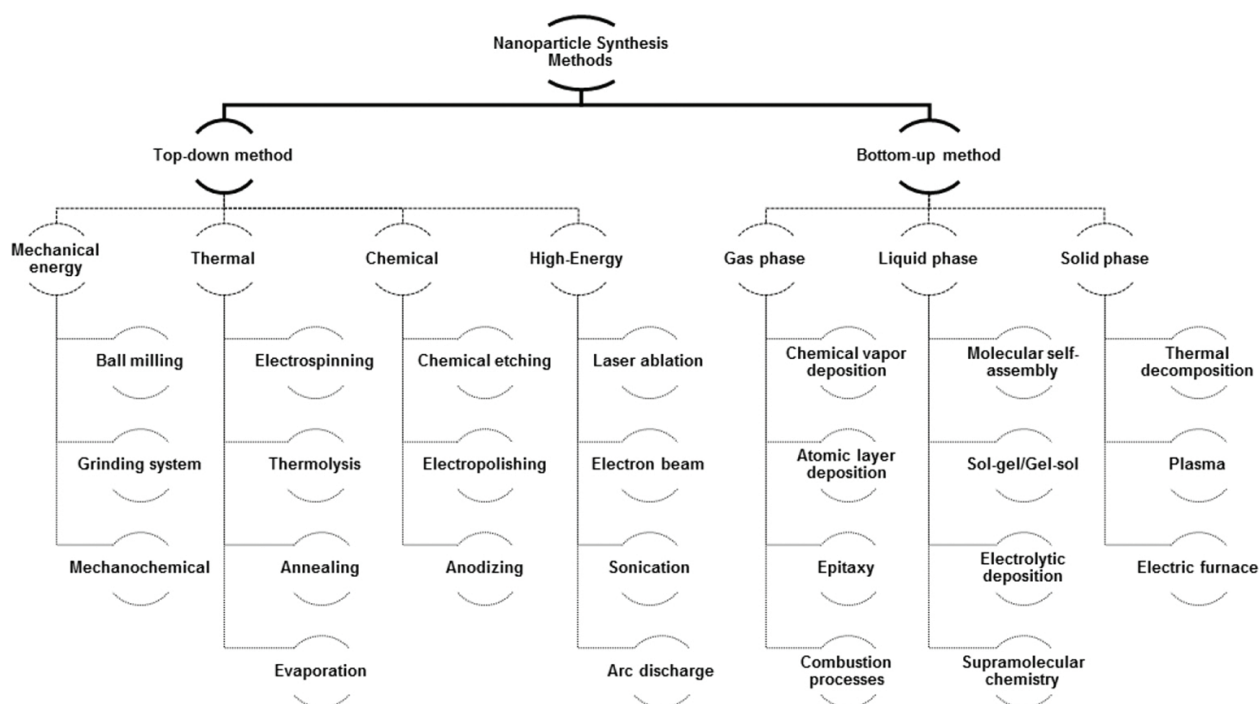 Nanoparticle Synthesis
Methods
Top-down method
Bottom-up method
Mechanical
energy
Thermal
Chemical
High-Energy
Gas phase
Liquid phase
Solid phase
Ball milling
Electrospinning
Chemical etching
Laser ablation
Chemical vapor
deposition
Molecular self-
assembly
Thermal
decomposition
Grinding system
Thermolysis
Electropolishing
Electron beam
Atomic layer
deposition
Sol-gel/Gel-sol
Plasma
Mechanochemical
Annealing
Anodizing
Sonication
Epitaxy
Electrolytic
deposition
Electric furnace
Evaporation
Arc discharge
Combustion
processes
Supramolecular
chemistry